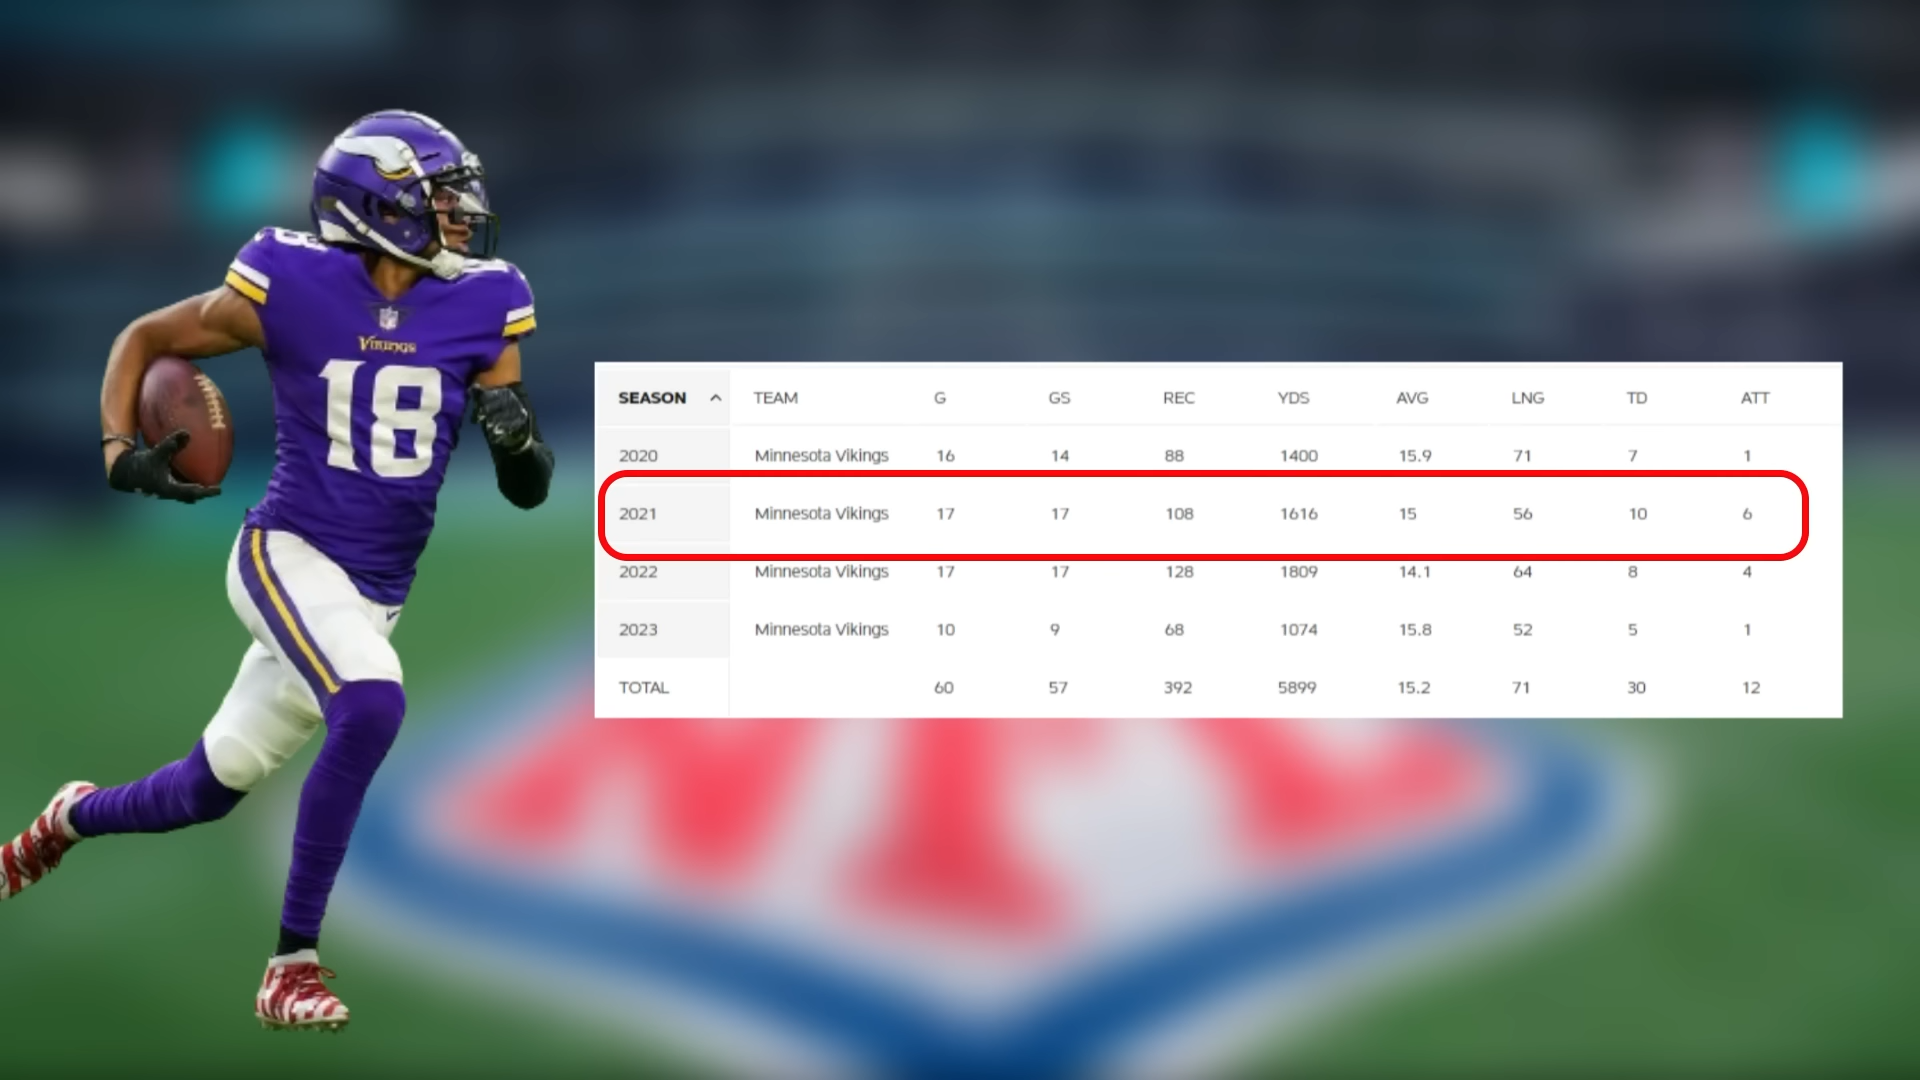 18
Vikings
18
SEASON TEAM G GS REC YDS AVG LNG TD ATT
2020 Minnesota Vikings 16 14 88 1400 15.9 71 7 1
2021 Minnesota Vikings 17 17 108 1616 15 56 10 6
2022 Minnesota Vikings 17 17 128 1809 14.1 64 8 4
2023 Minnesota Vikings 10 9 68 1074 15.8 52 5 1
TOTAL 60 57 392 5899 15.2 71 30 12
NFL